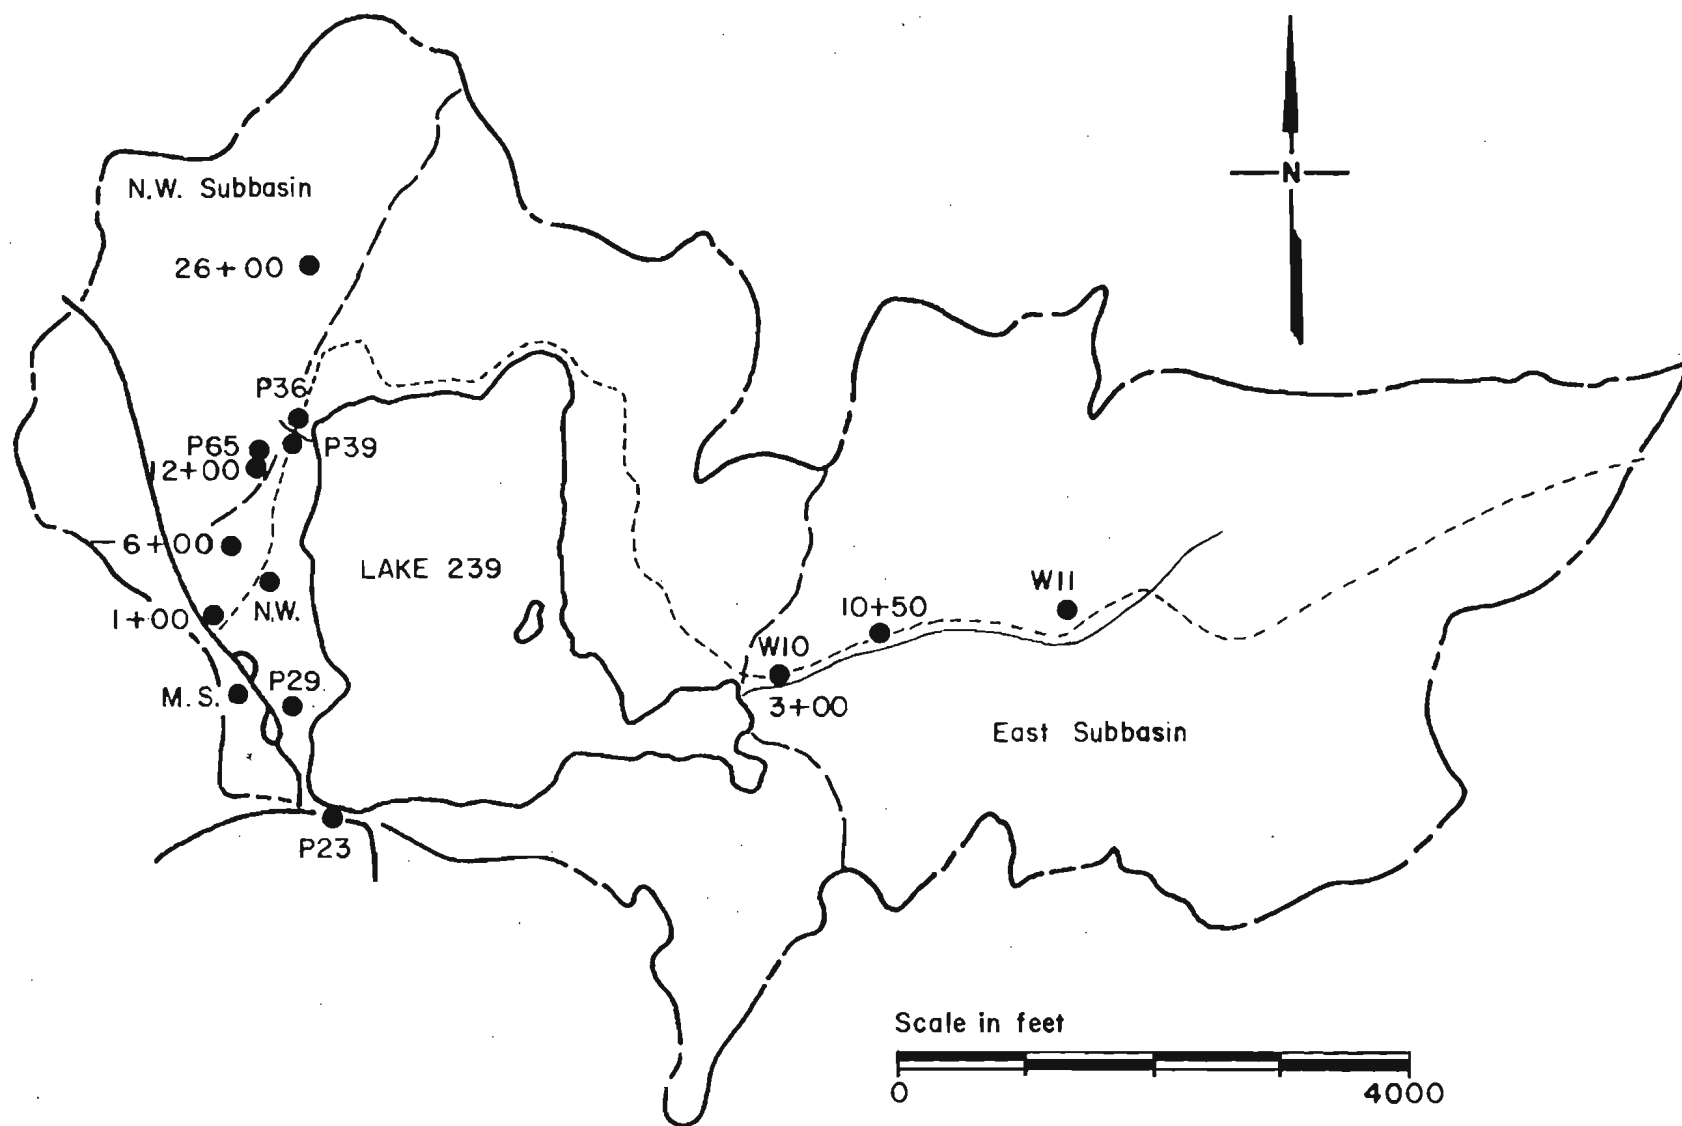 N
N.W. Subbasin
26+00
P36
P65
P39
12+00
6+00
LAKE 239
1+00
N.W.
W11
10+50
W10
M.S.
P29
3+00
East Subbasin
P23
Scale in feet
0 4000